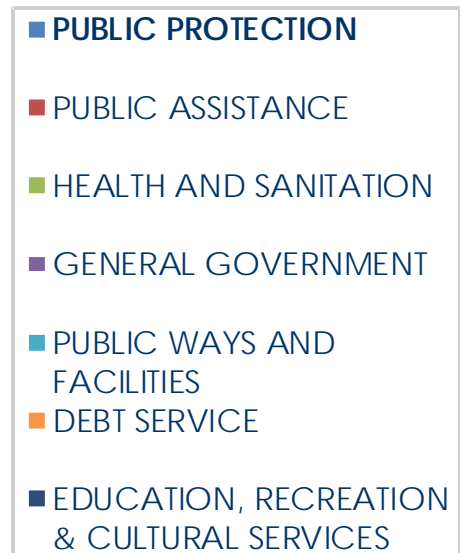 PUBLIC PROTECTION
PUBLIC ASSISTANCE
HEALTH AND SANITATION
GENERAL GOVERNMENT
PUBLIC WAYS AND
FACILITIES
DEBT SERVICE
EDUCATION, RECREATION
& CULTURAL SERVICES